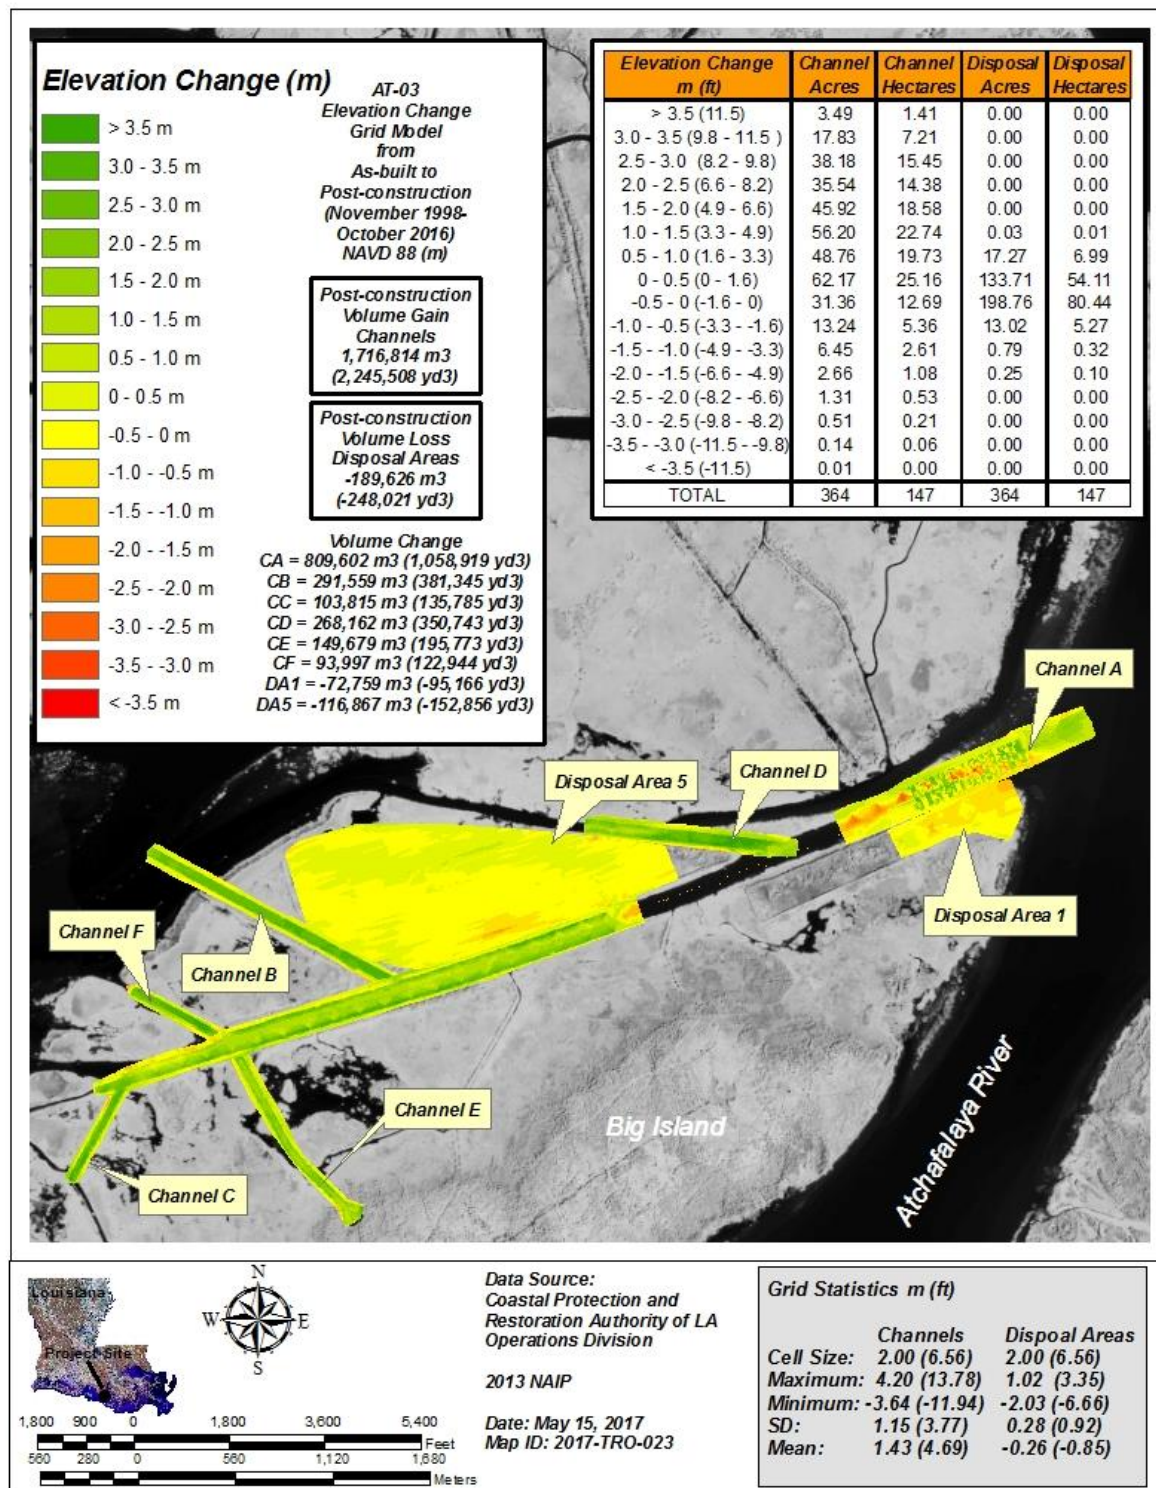 Elevation Change (m)
> 3.5 m
3.0 - 3.5 m
2.5 - 3.0 m
2.0 - 2.5 m
1.5 - 2.0 m
1.0 - 1.5 m
0.5 - 1.0 m
0 - 0.5 m
-0.5 - 0 m
-1.0 - -0.5 m
-1.5 - -1.0 m
-2.0 - -1.5 m
-2.5 - -2.0 m
-3.0 - -2.5 m
-3.5 - -3.0 m
< -3.5 m
AT-03
Elevation Change
Grid Model
from
As-built to
Post-construction
(November 1998-
October 2016)
NAVD 88 (m)
Post-construction
Volume Gain
Channels
1,716,814 m3
(2,245,508 yd3)
Post-construction
Volume Loss
Disposal Areas
-189,626 m3
(-248,021 yd3)
Volume Change
CA = 809,602 m3 (1,058,919 yd3)
CB = 291,559 m3 (381,345 yd3)
CC = 103,815 m3 (135,785 yd3)
CD = 268,162 m3 (350,743 yd3)
CE = 149,679 m3 (195,773 yd3)
CF = 93,997 m3 (122,944 yd3)
DA1 = -72,759 m3 (-95,166 yd3)
DA5 = -116,867 m3 (-152,856 yd3)
Elevation Change Channel Channel Disposal Disposal
m (ft) Acres Hectares Acres Hectares
> 3.5 (11.5) 3.49 1.41 0.00 0.00
3.0 - 3.5 (9.8 - 11.5 ) 17.83 7.21 0.00 0.00
2.5 - 3.0 (8.2 - 9.8) 38.18 15.45 0.00 0.00
2.0 - 2.5 (6.6 - 8.2) 35.54 14.38 0.00 0.00
1.5 - 2.0 (4.9 - 6.6) 45.92 18.58 0.00 0.00
1.0 - 1.5 (3.3 - 4.9) 56.20 22.74 0.03 0.01
0.5 - 1.0 (1.6 - 3.3) 48.76 19.73 17.27 6.99
0 - 0.5 (0 - 1.6) 62.17 25.16 133.71 54.11
-0.5 - 0 (-1.6 - 0) 31.36 12.69 198.76 80.44
-1.0 - -0.5 (-3.3 - -1.6) 13.24 5.36 13.02 5.27
-1.5 - -1.0 (-4.9 - -3.3) 6.45 2.61 0.79 0.32
-2.0 - -1.5 (-6.6 - -4.9) 2.66 1.08 0.25 0.10
-2.5 - -2.0 (-8.2 - -6.6) 1.31 0.53 0.00 0.00
-3.0 - -2.5 (-9.8 - -8.2) 0.51 0.21 0.00 0.00
-3.5 - -3.0 (-11.5 - -9.8) 0.14 0.06 0.00 0.00
< -3.5 (-11.5) 0.01 0.00 0.00 0.00
TOTAL 364 147 364 147
Channel A
Disposal Area 5
Channel D
Disposal Area 1
Channel F
Channel B
Channel E
Channel C
Big Island
Atchafalaya River
Louisiana
Project Site
N
W E
S
1,800 900 0 1,800 3,600 5,400
Feet
560 280 0 560 1,120 1,680
Meters
Data Source:
Coastal Protection and
Restoration Authority of LA
Operations Division
2013 NAIP
Date: May 15, 2017
Map ID: 2017-TRO-023
Grid Statistics m (ft)
Channels Dispoal Areas
Cell Size: 2.00 (6.56) 2.00 (6.56)
Maximum: 4.20 (13.78) 1.02 (3.35)
Minimum: -3.64 (-11.94) -2.03 (-6.66)
SD: 1.15 (3.77) 0.28 (0.92)
Mean: 1.43 (4.69) -0.26 (-0.85)